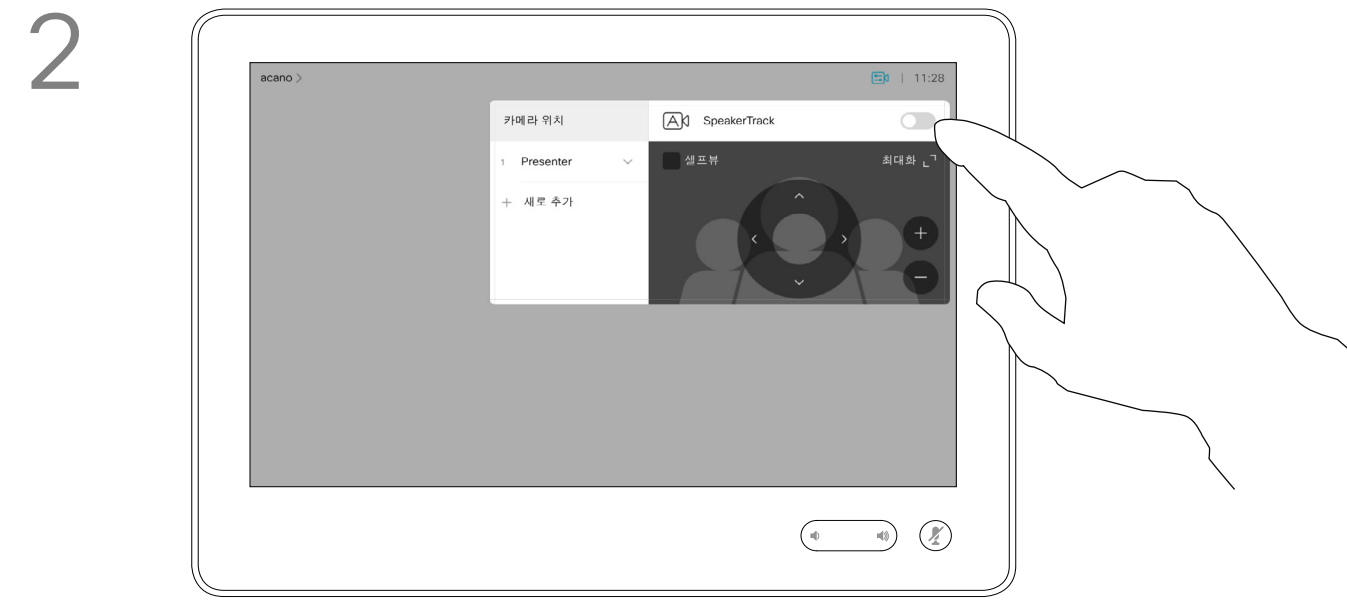 2
acano >
11:28
카메라 위치
SpeakerTrack
1 Presenter
셀프뷰
최대화
+ 새로 추가